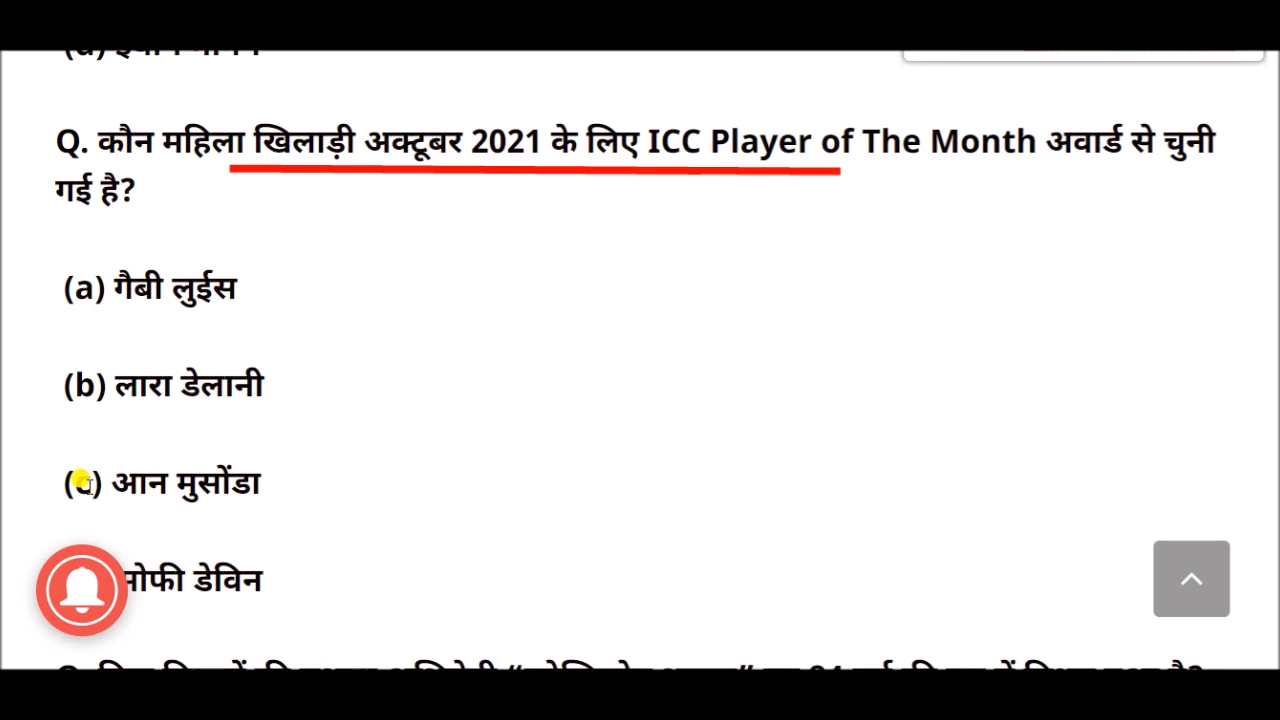 Q. कौन महिला खिलाड़ी अक्टूबर 2021 के लिए ICC Player of The Month अवार्ड से चुनी
गई है?
(a) गैबी लुईस
(b) लारा डेलानी
(c) आन मुसोंडा
सोफी डेविन